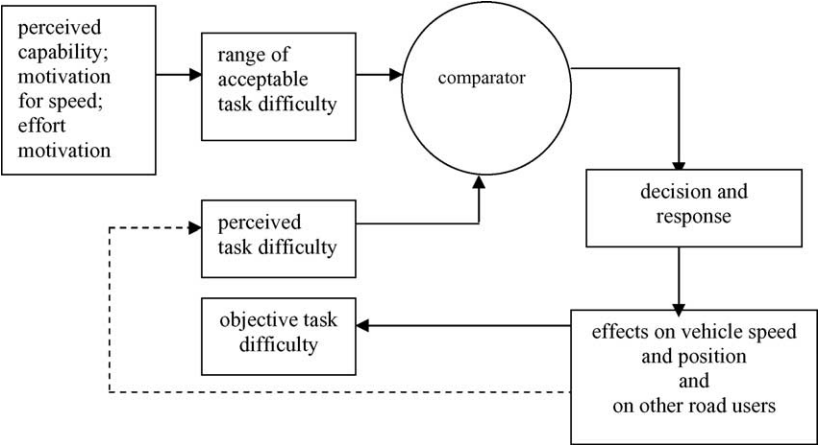 perceived
capability;
motivation
for speed;
effort
motivation
range of
acceptable
task difficulty
comparator
decision and
response
perceived
task difficulty
objective task
difficulty
effects on vehicle speed
and position
and
on other road users